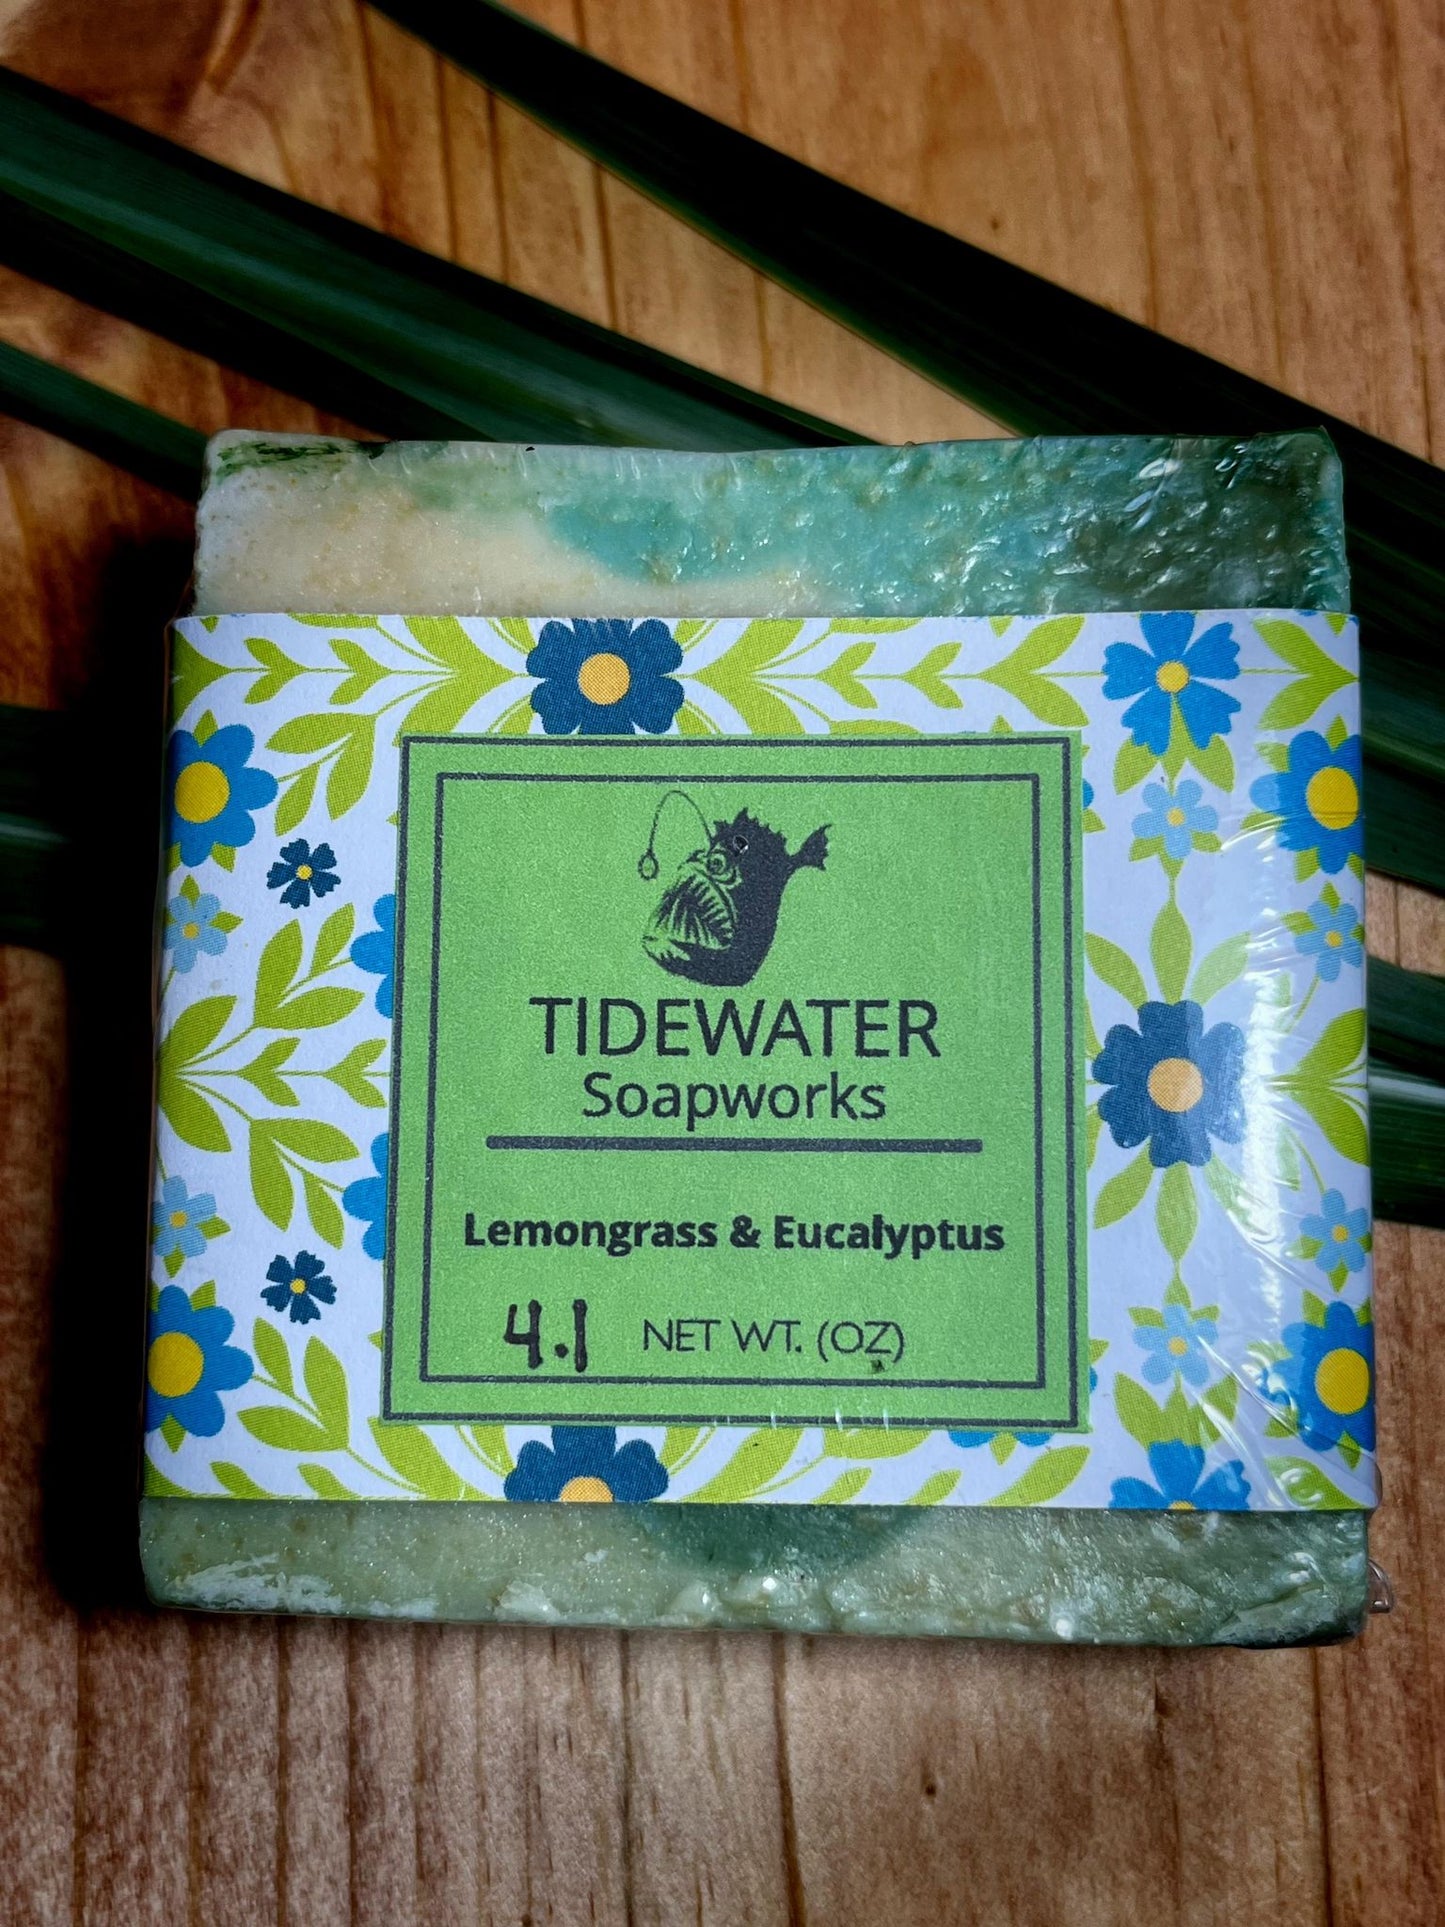 TIDEWATER
Soapworks
Lemongrass & Eucalyptus
4.1 NET WT. (OZ)